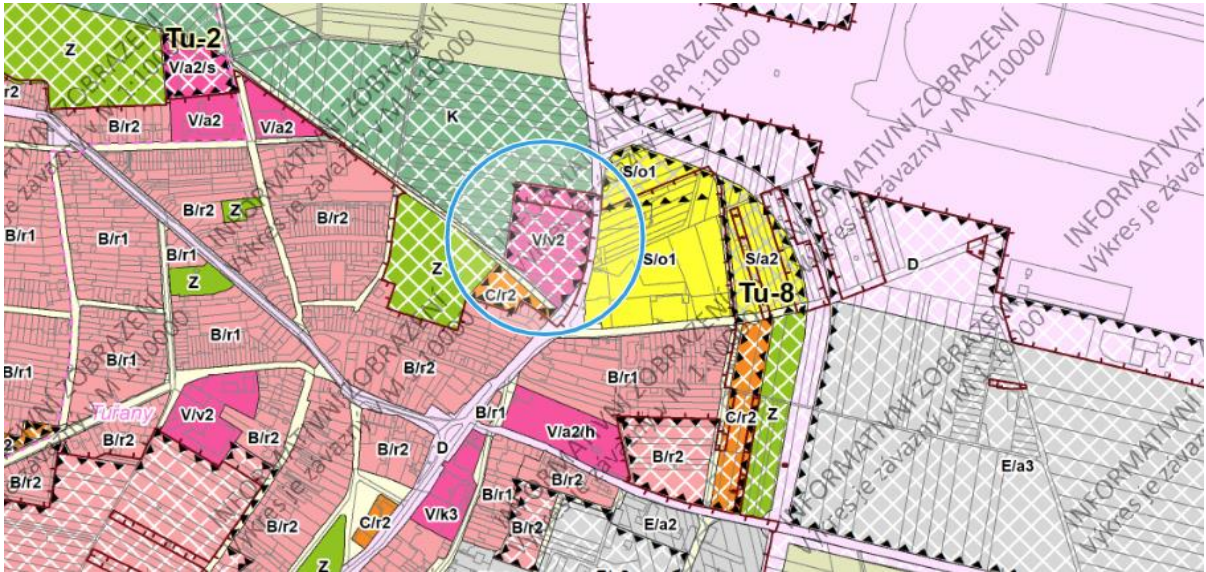 Tu-2
Z
V/a2/s
r2
B/r2
V/a2
V/a2
K
S/o1
B/r2
Z
B/r2
B/r1
B/r1
B/r1
Z
Z
V/v2
C/r2
S/o1
S/a2
Tu-8
D
B/r1
B/r1
B/r1
B/r2
B/r1
Tuřany
V/v2
B/r2
B/r2
B/r2
B/r2
D
B/r1
V/a2/h
B/r2
C/r2
Z
E/a3
B/r2
C/r2
V/k3
B/r1
B/r2
B/r2
E/a2
Z
INFORMATIVNÍ ZOBRAZENÍ
Výkres je závazný v M 1:10000